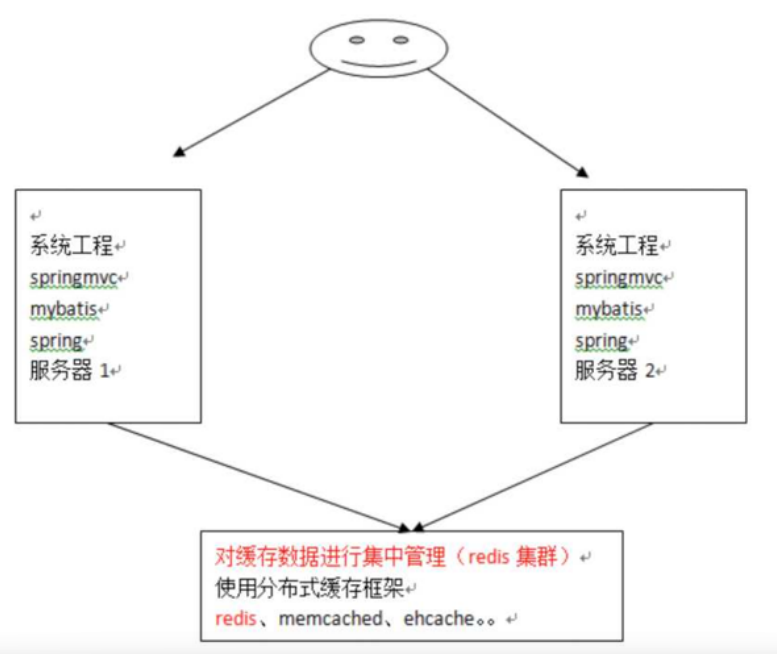 系统工程
springmvc
mybatis
spring
服务器 1
系统工程
springmvc
mybatis
spring
服务器 2
对缓存数据进行集中管理（redis 集群）
使用分布式缓存框架
redis、memcached、ehcache。。